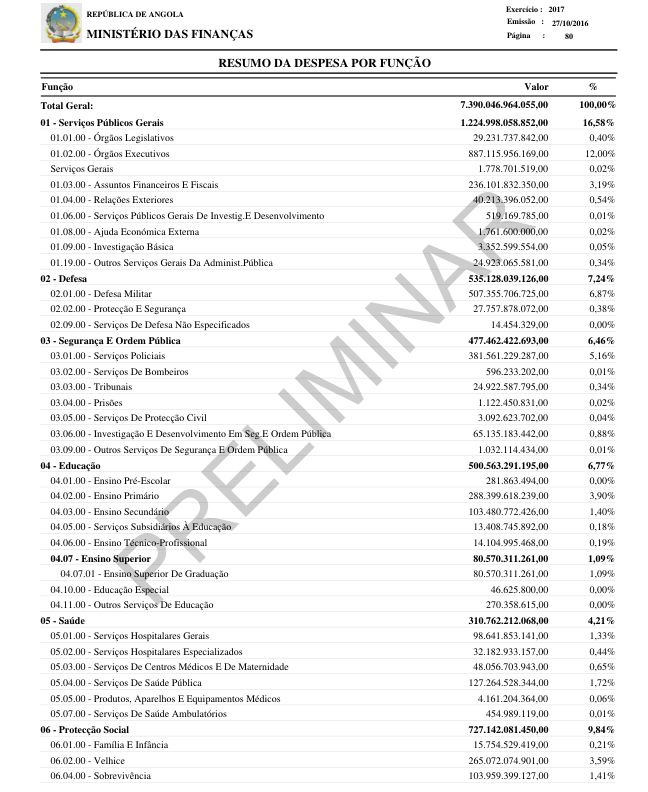 REPÚBLICA DE ANGOLA
MINISTÉRIO DAS FINANÇAS
Exercício : 2017
Emissão : 27/10/2016
Página : 80
RESUMO DA DESPESA POR FUNÇÃO
Função Valor %
Total Geral: 7.390.046.964.055,00 100,00%
01 - Serviços Públicos Gerais 1.224.998.058.852,00 16,58%
01.01.00 - Órgãos Legislativos 29.231.737.842,00 0,40%
01.02.00 - Órgãos Executivos 887.115.956.169,00 12,00%
Serviços Gerais 1.778.701.519,00 0,02%
01.03.00 - Assuntos Financeiros E Fiscais 236.101.832.350,00 3,19%
01.04.00 - Relações Exteriores 40.213.396.052,00 0,54%
01.06.00 - Serviços Públicos Gerais De Investig.E Desenvolvimento 519.169.785,00 0,01%
01.08.00 - Ajuda Económica Externa 1.761.600.000,00 0,02%
01.09.00 - Investigação Básica 3.352.599.554,00 0,05%
01.19.00 - Outros Serviços Gerais Da Administ.Pública 24.923.065.581,00 0,34%
02 - Defesa 535.128.039.126,00 7,24%
02.01.00 - Defesa Militar 507.355.706.725,00 6,87%
02.02.00 - Protecção E Segurança 27.757.878.072,00 0,38%
02.09.00 - Serviços De Defesa Não Especificados 14.454.329,00 0,00%
03 - Segurança E Ordem Pública 477.462.422.693,00 6,46%
03.01.00 - Serviços Policiais 381.561.229.287,00 5,16%
03.02.00 - Serviços De Bombeiros 596.233.202,00 0,01%
03.03.00 - Tribunais 24.922.587.795,00 0,34%
03.04.00 - Prisões 1.122.450.831,00 0,02%
03.05.00 - Serviços De Protecção Civil 3.092.623.702,00 0,04%
03.06.00 - Investigação E Desenvolvimento Em Seg.E Ordem Pública 65.135.183.442,00 0,88%
03.09.00 - Outros Serviços De Segurança E Ordem Pública 1.032.114.434,00 0,01%
04 - Educação 500.563.291.195,00 6,77%
04.01.00 - Ensino Pré-Escolar 281.863.494,00 0,00%
04.02.00 - Ensino Primário 288.399.618.239,00 3,90%
04.03.00 - Ensino Secundário 103.480.772.426,00 1,40%
04.05.00 - Serviços Subsidiários À Educação 13.408.745.892,00 0,18%
04.06.00 - Ensino Técnico-Profissional 14.104.995.468,00 0,19%
04.07 - Ensino Superior 80.570.311.261,00 1,09%
04.07.01 - Ensino Superior De Graduação 80.570.311.261,00 1,09%
04.10.00 - Educação Especial 46.625.800,00 0,00%
04.11.00 - Outros Serviços De Educação 270.358.615,00 0,00%
05 - Saúde 310.762.212.068,00 4,21%
05.01.00 - Serviços Hospitalares Gerais 98.641.853.141,00 1,33%
05.02.00 - Serviços Hospitalares Especializados 32.182.933.157,00 0,44%
05.03.00 - Serviços De Centros Médicos E De Maternidade 48.056.703.943,00 0,65%
05.04.00 - Serviços De Saúde Pública 127.264.528.344,00 1,72%
05.05.00 - Produtos, Aparelhos E Equipamentos Médicos 4.161.204.364,00 0,06%
05.07.00 - Serviços De Saúde Ambulatórios 454.989.119,00 0,01%
06 - Protecção Social 727.142.081.450,00 9,84%
06.01.00 - Família E Infância 15.754.529.419,00 0,21%
06.02.00 - Velhice 265.072.074.901,00 3,59%
06.04.00 - Sobrevivência 103.959.399.127,00 1,41%
PRELIMINAR